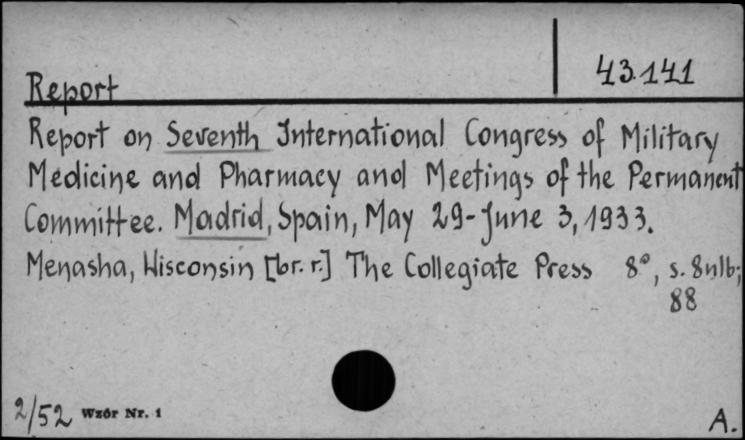 43.141
Report
Report on Seventh International Congress of Military
Medicine and Pharmacy and Meetings of the Permanent
Committee. Madrid, Spain, May 29-June 3, 1933.
Menasha, Wisconsin [br. r.] The Collegiate Press 8°, s. 8nlb;
88
2/52 Wzór Nr. 1
A.